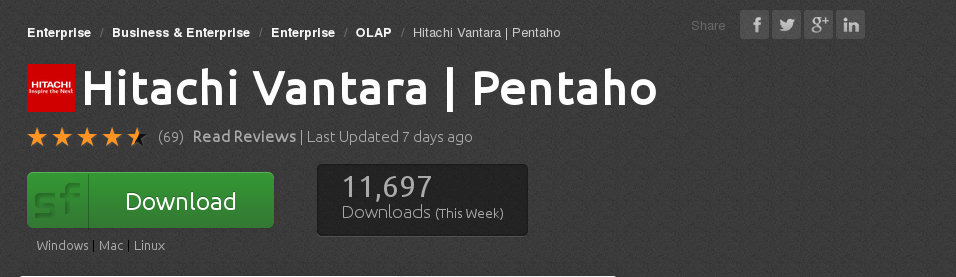 Share
Enterprise / Business & Enterprise / Enterprise / OLAP / Hitachi Vantara | Pentaho
HITACHI
Inspire the Next
Hitachi Vantara | Pentaho
(69) Read Reviews | Last Updated 7 days ago
sf Download
11,697
Downloads (This Week)
Windows | Mac | Linux